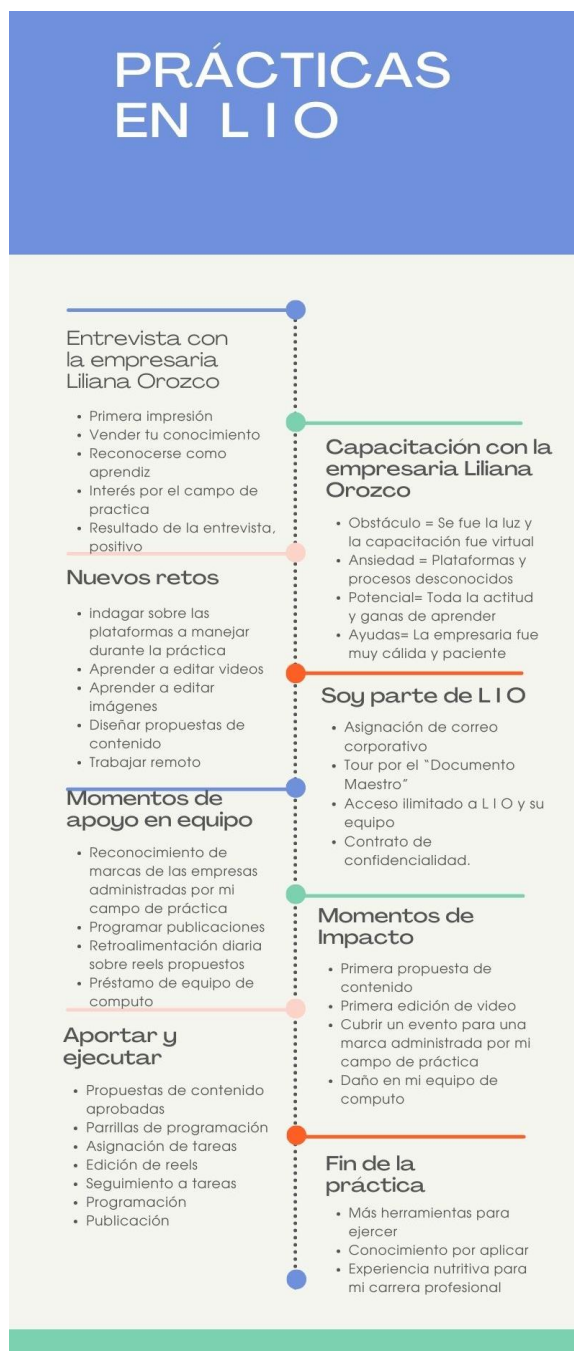 PRÁCTICAS
EN L I O
Entrevista con
la empresaria
Liliana Orozco
• Primera impresión
• Vender tu conocimiento
• Reconocerse como
aprendiz
• Interés por el campo de
practica
• Resultado de la entrevista,
positivo
Capacitación con la
empresaria Liliana
Orozco
• Obstáculo = Se fue la luz y
la capacitación fue virtual
• Ansiedad = Plataformas y
procesos desconocidos
• Potencial= Toda la actitud
y ganas de aprender
• Ayudas= La empresaria fue
muy cálida y paciente
Nuevos retos
• indagar sobre las
plataformas a manejar
durante la práctica
• Aprender a editar videos
• Aprender a editar
imágenes
• Diseñar propuestas de
contenido
• Trabajar remoto
Soy parte de L I O
• Asignación de correo
corporativo
• Tour por el “Documento
Maestro”
• Acceso ilimitado a L I O y su
equipo
• Contrato de
confidencialidad.
Momentos de
apoyo en equipo
• Reconocimiento de
marcas de las empresas
administradas por mi
campo de práctica
• Programar publicaciones
• Retroalimentación diaria
sobre reels propuestos
• Préstamo de equipo de
computo
Momentos de
Impacto
• Primera propuesta de
contenido
• Primera edición de video
• Cubrir un evento para una
marca administrada por mi
campo de práctica
• Daño en mi equipo de
computo
Aportar y
ejecutar
• Propuestas de contenido
aprobadas
• Parrillas de programación
• Asignación de tareas
• Edición de reels
• Seguimiento a tareas
• Programación
• Publicación
Fin de la
práctica
• Más herramientas para
ejercer
• Conocimiento por aplicar
• Experiencia nutritiva para
mi carrera profesional